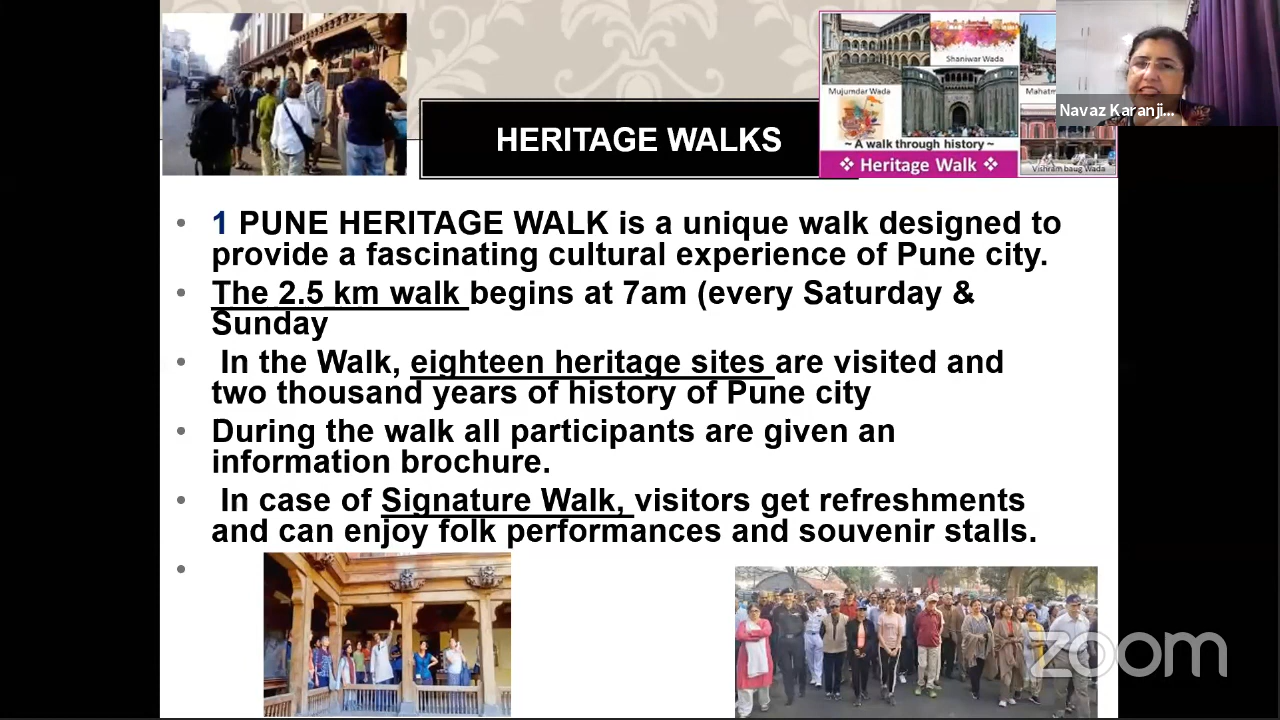 HERITAGE WALKS
Shaniwar Wada
Mujumdar Wada
~ A walk through history ~
❖ Heritage Walk ❖
Vishram baug Wada
Navaz Karanji...
1 PUNE HERITAGE WALK is a unique walk designed to
provide a fascinating cultural experience of Pune city.
The 2.5 km walk begins at 7am (every Saturday &
Sunday
In the Walk, eighteen heritage sites are visited and
two thousand years of history of Pune city
During the walk all participants are given an
information brochure.
In case of Signature Walk, visitors get refreshments
and can enjoy folk performances and souvenir stalls.
zoom